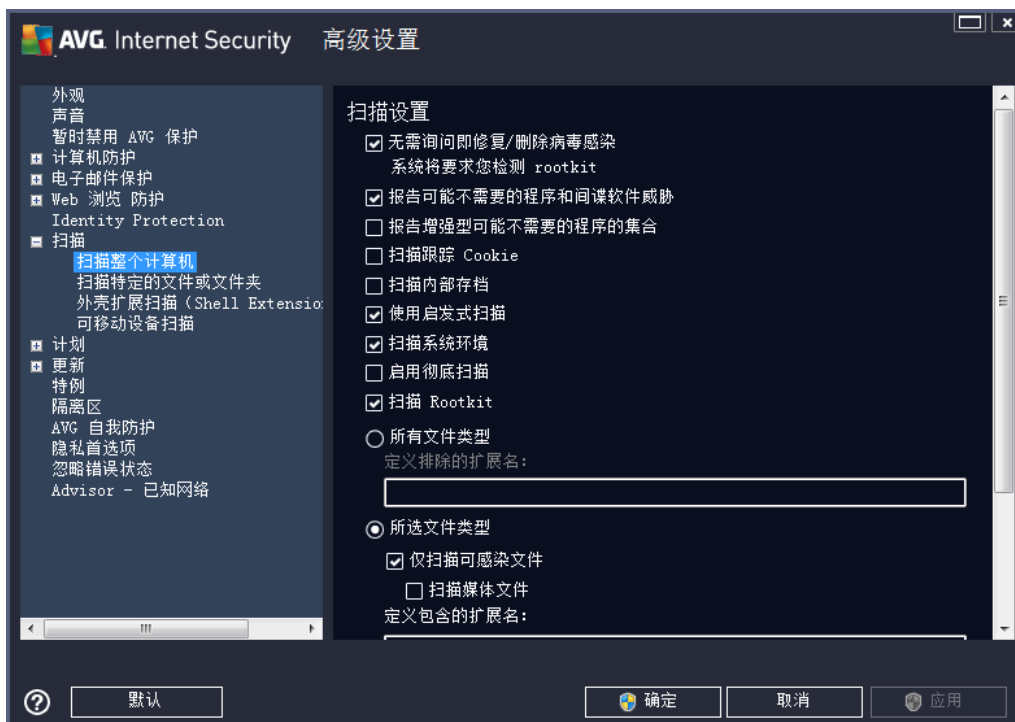 AVG. Internet Security 高级设置
外观
声音
暂时禁用 AVG 保护
计算机防护
电子邮件保护
Web 浏览 防护
Identity Protection
扫描
扫描整个计算机
扫描特定的文件或文件夹
外壳扩展扫描（Shell Extensio
可移动设备扫描
计划
更新
特例
隔离区
AVG 自我防护
隐私首选项
忽略错误状态
Advisor - 已知网络
扫描设置
无需询问即修复/删除病毒感染
系统将要求您检测 rootkit
报告可能不需要的程序和间谍软件威胁
报告增强型可能不需要的程序的集合
扫描跟踪 Cookie
扫描内部存档
使用启发式扫描
扫描系统环境
启用彻底扫描
扫描 Rootkit
所有文件类型
定义排除的扩展名：
所选文件类型
仅扫描可感染文件
扫描媒体文件
定义包含的扩展名：
默认
确定
取消
应用